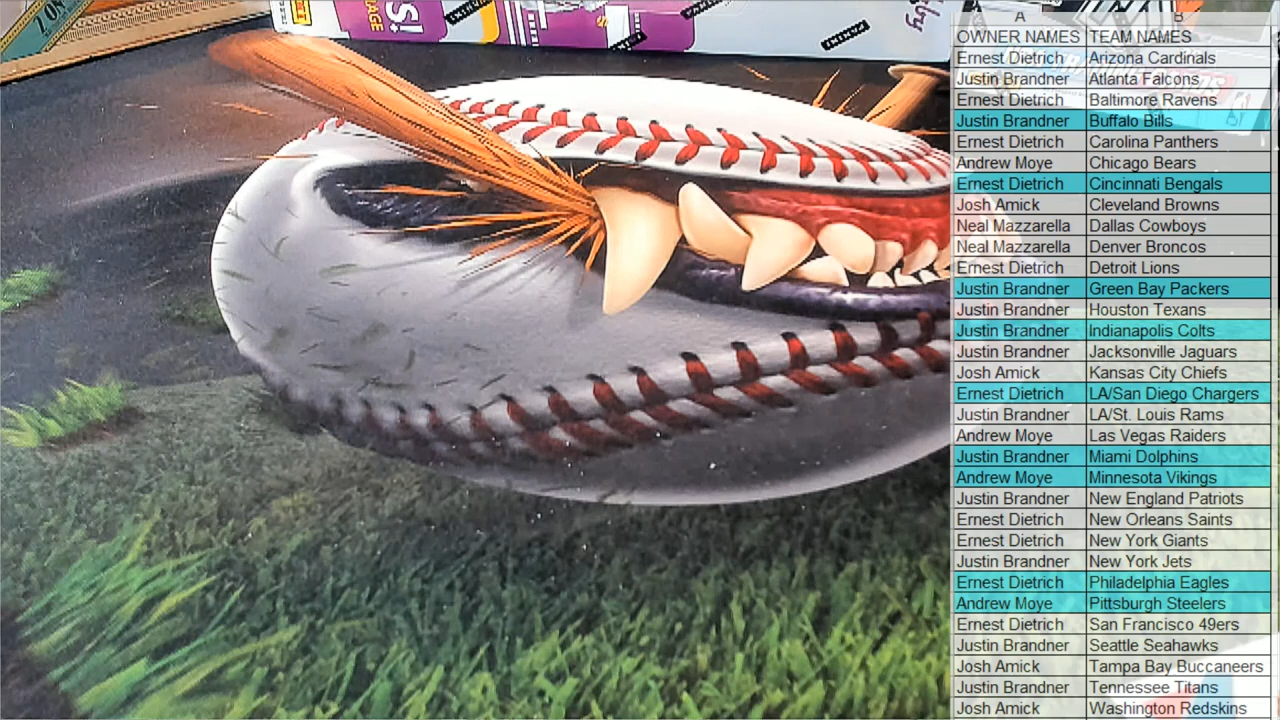 A B
OWNER NAMES TEAM NAMES
Ernest Dietrich Arizona Cardinals
Justin Brandner Atlanta Falcons
Ernest Dietrich Baltimore Ravens
Justin Brandner Buffalo Bills
Ernest Dietrich Carolina Panthers
Andrew Moye Chicago Bears
Ernest Dietrich Cincinnati Bengals
Josh Amick Cleveland Browns
Neal Mazzarella Dallas Cowboys
Neal Mazzarella Denver Broncos
Ernest Dietrich Detroit Lions
Justin Brandner Green Bay Packers
Justin Brandner Houston Texans
Justin Brandner Indianapolis Colts
Justin Brandner Jacksonville Jaguars
Josh Amick Kansas City Chiefs
Ernest Dietrich LA/San Diego Chargers
Justin Brandner LA/St. Louis Rams
Andrew Moye Las Vegas Raiders
Justin Brandner Miami Dolphins
Andrew Moye Minnesota Vikings
Justin Brandner New England Patriots
Ernest Dietrich New Orleans Saints
Ernest Dietrich New York Giants
Justin Brandner New York Jets
Ernest Dietrich Philadelphia Eagles
Andrew Moye Pittsburgh Steelers
Ernest Dietrich San Francisco 49ers
Justin Brandner Seattle Seahawks
Josh Amick Tampa Bay Buccaneers
Justin Brandner Tennessee Titans
Josh Amick Washington Redskins